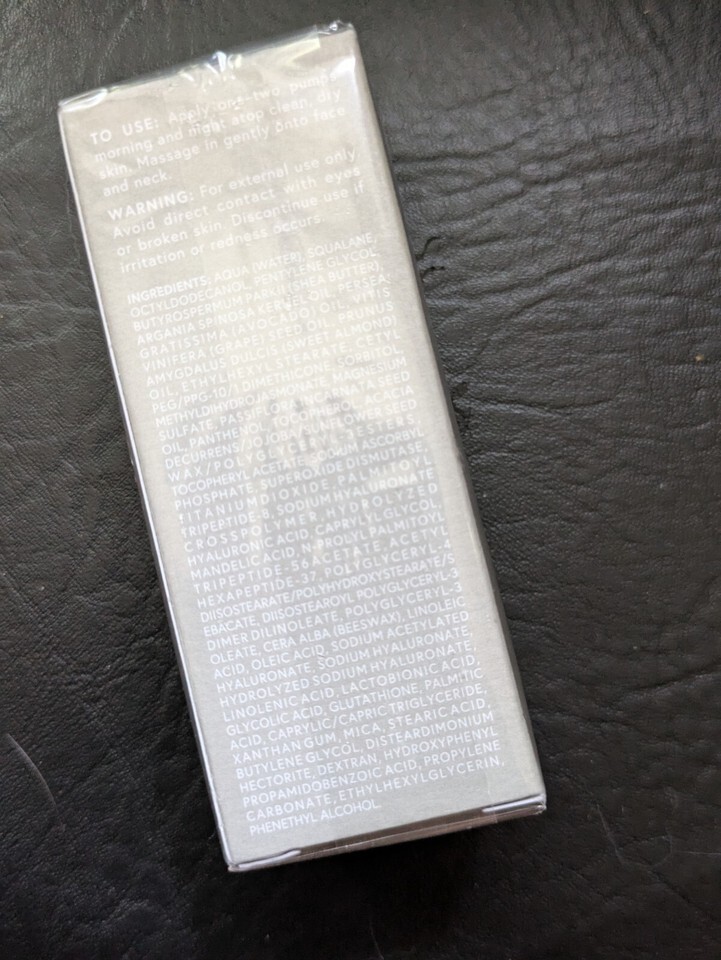 TO USE: Apply one-two pumps
morning and night atop clean, dry
skin. Massage in gently onto face
and neck.
WARNING: For external use only.
Avoid direct contact with eyes
or broken skin. Discontinue use if
irritation or redness occurs.
INGREDIENTS: AQUA (WATER), SQUALANE,
OCTYLDODECANOL, PENTYLENE GLYCOL,
BUTYROSPERMUM PARKII (SHEA BUTTER),
ARGANIA SPINOSA KERNEL OIL, PERSEA
GRATISSIMA (AVOCADO) OIL, VITIS
VINIFERA (GRAPE) SEED OIL, PRUNUS
AMYGDALUS DULCIS (SWEET ALMOND)
OIL, ETHYLHEXYL STEARATE, CETYL
PEG/PPG-10/1 DIMETHICONE, SORBITOL,
METHYLDIHYDROJASMONATE, MAGNESIUM
SULFATE, PASSIFLORA INCARNATA SEED
OIL, PANTHENOL, TOCOPHEROL, ACACIA
DECURRENS/JOJOBA/SUNFLOWER SEED
WAX/POLYGLYCERYL-3 ESTERS,
TOCOPHERYL ACETATE, SODIUM ASCORBYL
PHOSPHATE, SUPEROXIDE DISMUTASE,
TITANIUM DIOXIDE, PALMITOYL
TRIPEPTIDE-8, SODIUM HYALURONATE
CROSSPOLYMER, HYDROLYZED
HYALURONIC ACID, CAPRYLYL GLYCOL,
MANDELIC ACID, N-PROLYL PALMITOYL
TRIPEPTIDE-56 ACETATE, ACETYL
HEXAPEPTIDE-37, POLYGLYCERYL-4
DIISOSTEARATE/POLYHYDROXYSTEARATE/S
EBACATE, DIISOSTEAROYL POLYGLYCERYL-3
DIMER DILINOLEATE, POLYGLYCERYL-3
OLEATE, CERA ALBA (BEESWAX), LINOLEIC
ACID, OLEIC ACID, SODIUM ACETYLATED
HYALURONATE, SODIUM HYALURONATE,
HYDROLYZED SODIUM HYALURONATE,
LINOLENIC ACID, LACTOBIONIC ACID,
GLYCOLIC ACID, GLUTATHIONE, PALMITIC
ACID, CAPRYLIC/CAPRIC TRIGLYCERIDE,
XANTHAN GUM, MICA, STEARIC ACID,
BUTYLENE GLYCOL, DISTEARDIMONIUM
HECTORITE, DEXTRAN, HYDROXYPHENYL
PROPAMIDOBENZOIC ACID, PROPYLENE
CARBONATE, ETHYLHEXYLGLYCERIN,
PHENETHYL ALCOHOL.